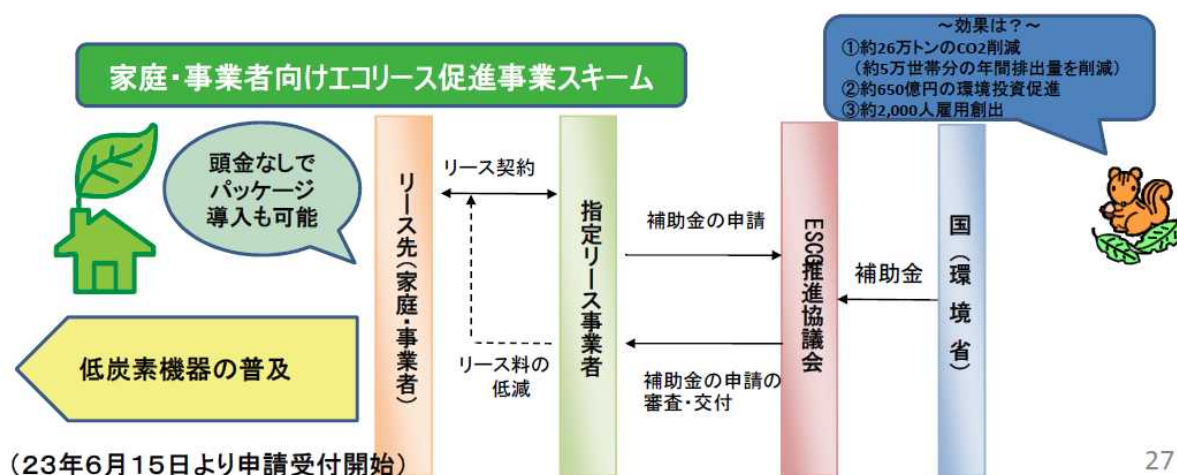 家庭・事業者向けエコリース促進事業スキーム
～効果は？～
①約26万トンのCO2削減
（約5万世帯分の年間排出量を削減）
②約650億円の環境投資促進
③約2,000人雇用創出
頭金なしで
パッケージ
導入も可能
低炭素機器の普及
リース先（家庭・事業者）
リース契約
リース料の
低減
指定リース事業者
補助金の申請
補助金の申請の
審査・交付
ESCO推進協議会
補助金
国（環境省）
（23年6月15日より申請受付開始）
27